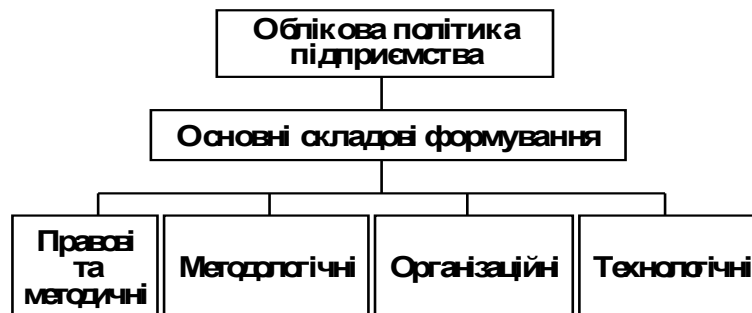 Облікова політика
підприємства
Основні складові формування
Правові
та
методичні
Методологічні
Організаційні
Технологічні